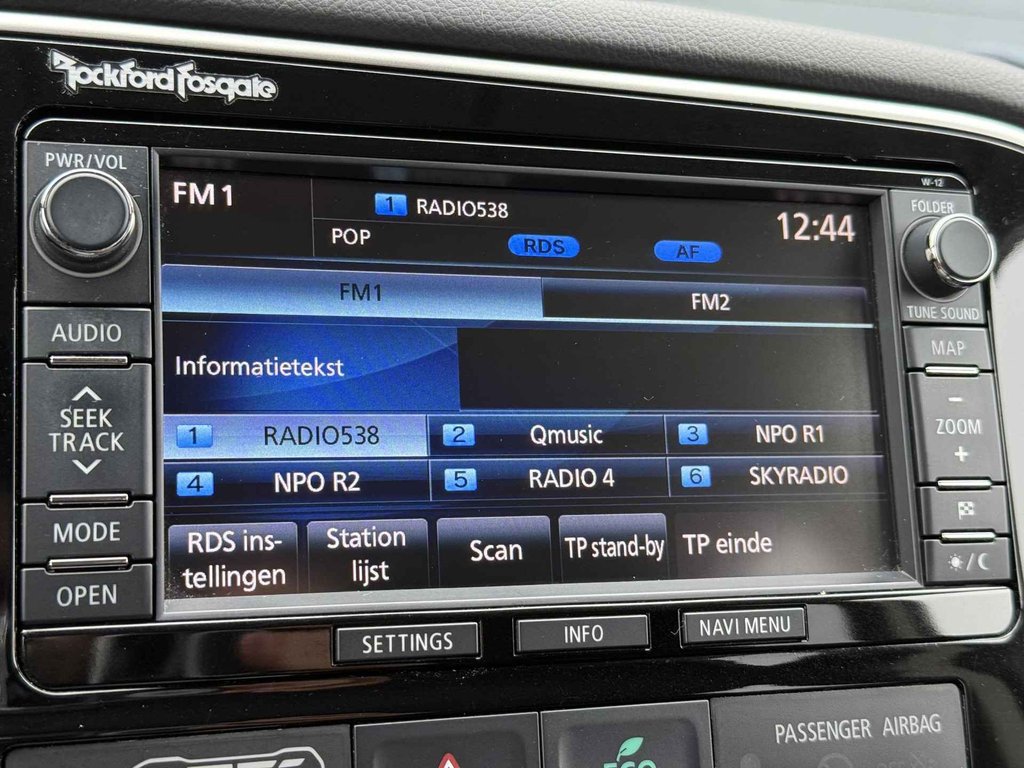 Rockford Fosgate
PWR/VOL
W-12
FOLDER
FM1
1 RADIO538
12:44
POP
RDS
AF
TUNE SOUND
FM1
FM2
AUDIO
MAP
Informatietekst
SEEK
TRACK
-
ZOOM
+
1 RADIO538
2 Qmusic
3 NPO R1
4 NPO R2
5 RADIO 4
6 SKYRADIO
MODE
RDS ins-
tellingen
Station
lijst
Scan
TP stand-by
TP einde
OPEN
SETTINGS
INFO
NAVI MENU
PASSENGER AIRBAG
ECO